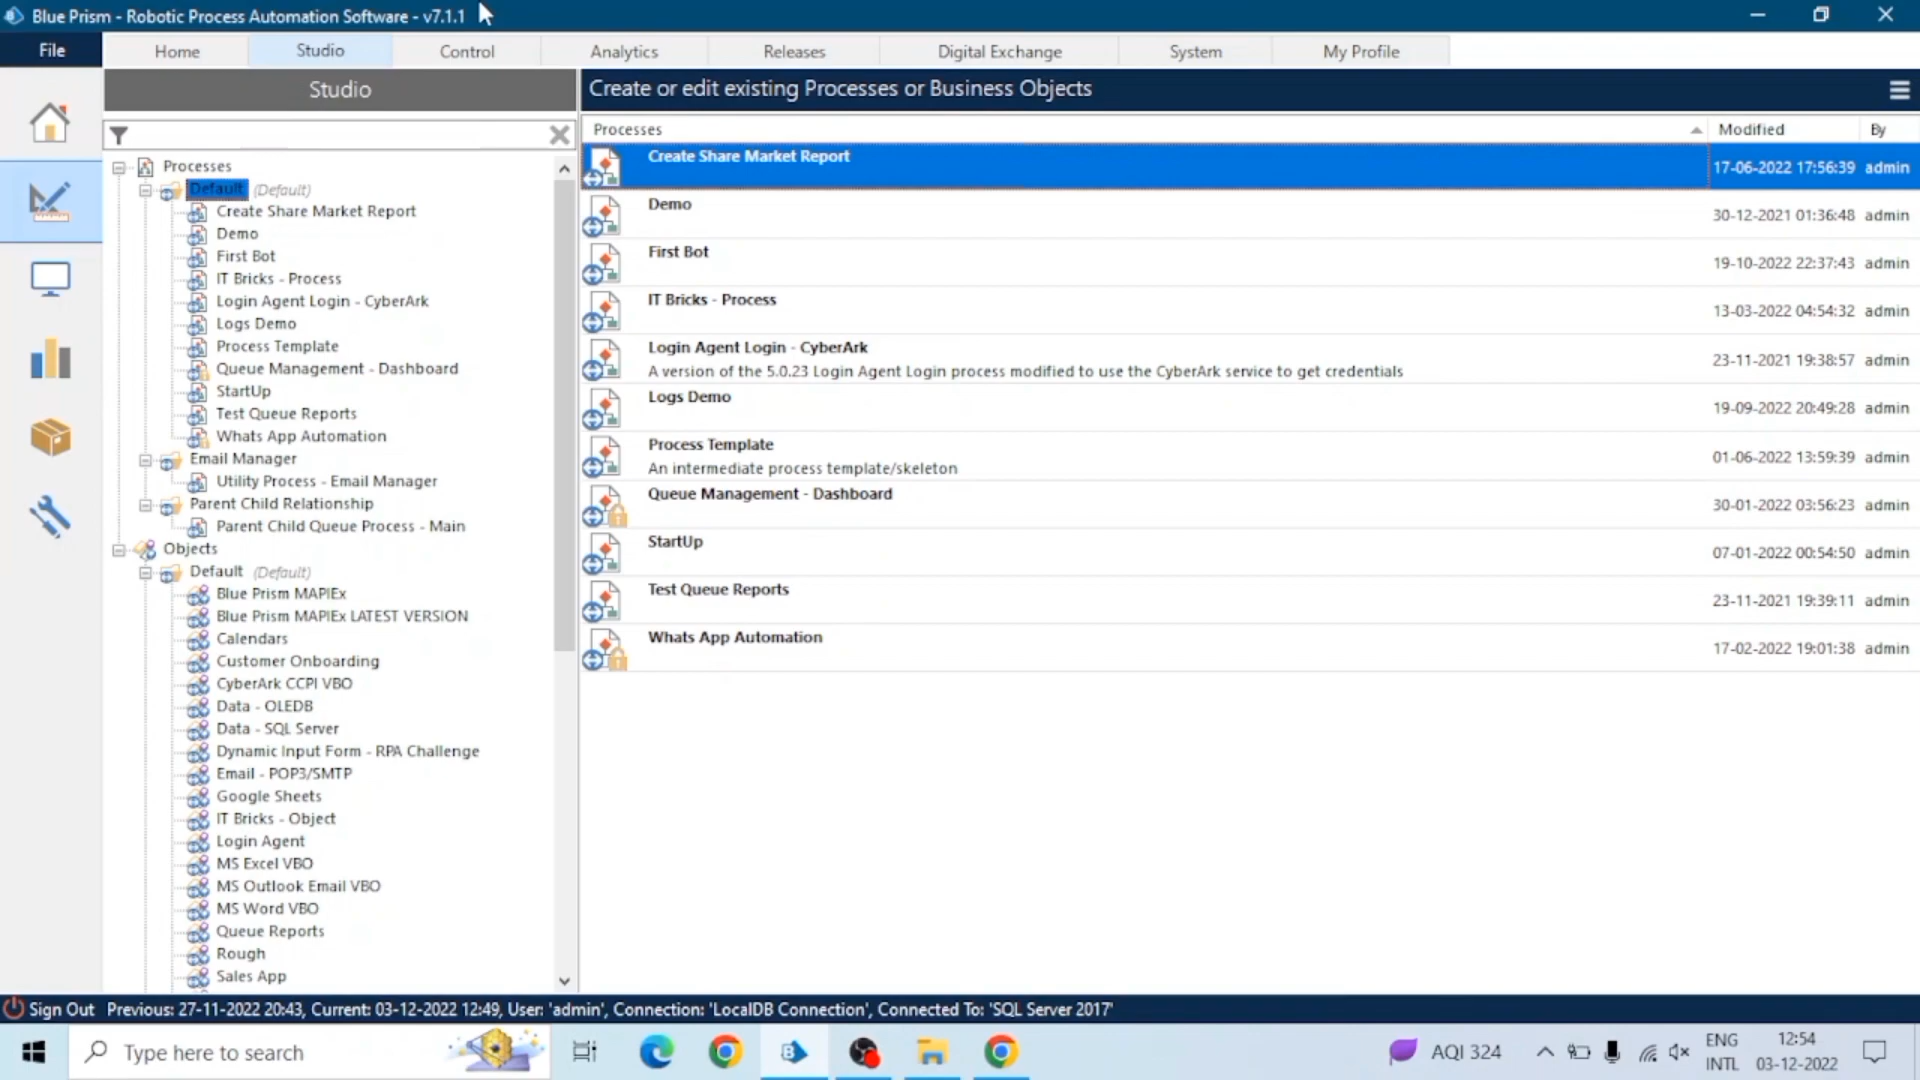 Blue Prism - Robotic Process Automation Software - v7.1.1
File
Home
Studio
Control
Analytics
Releases
Digital Exchange
System
My Profile
Studio
Create or edit existing Processes or Business Objects
Processes
Default (Default)
Create Share Market Report
Demo
First Bot
IT Bricks - Process
Login Agent Login - CyberArk
Logs Demo
Process Template
Queue Management - Dashboard
StartUp
Test Queue Reports
Whats App Automation
Email Manager
Utility Process - Email Manager
Parent Child Relationship
Parent Child Queue Process - Main
Objects
Default (Default)
Blue Prism MAPIEx
Blue Prism MAPIEx LATEST VERSION
Calendars
Customer Onboarding
CyberArk CCPI VBO
Data - OLEDB
Data - SQL Server
Dynamic Input Form - RPA Challenge
Email - POP3/SMTP
Google Sheets
IT Bricks - Object
Login Agent
MS Excel VBO
MS Outlook Email VBO
MS Word VBO
Queue Reports
Rough
Sales App
Processes Modified By
Create Share Market Report 17-06-2022 17:56:39 admin
Demo 30-12-2021 01:36:48 admin
First Bot 19-10-2022 22:37:43 admin
IT Bricks - Process 13-03-2022 04:54:32 admin
Login Agent Login - CyberArk 23-11-2021 19:38:57 admin
A version of the 5.0.23 Login Agent Login process modified to use the CyberArk service to get credentials
Logs Demo 19-09-2022 20:49:28 admin
Process Template 01-06-2022 13:59:39 admin
An intermediate process template/skeleton
Queue Management - Dashboard 30-01-2022 03:56:23 admin
StartUp 07-01-2022 00:54:50 admin
Test Queue Reports 23-11-2021 19:39:11 admin
Whats App Automation 17-02-2022 19:01:38 admin
Sign Out Previous: 27-11-2022 20:43, Current: 03-12-2022 12:49, User: 'admin', Connection: 'LocalDB Connection', Connected To: 'SQL Server 2017'
Type here to search
AQI 324
ENG
INTL
12:54
03-12-2022